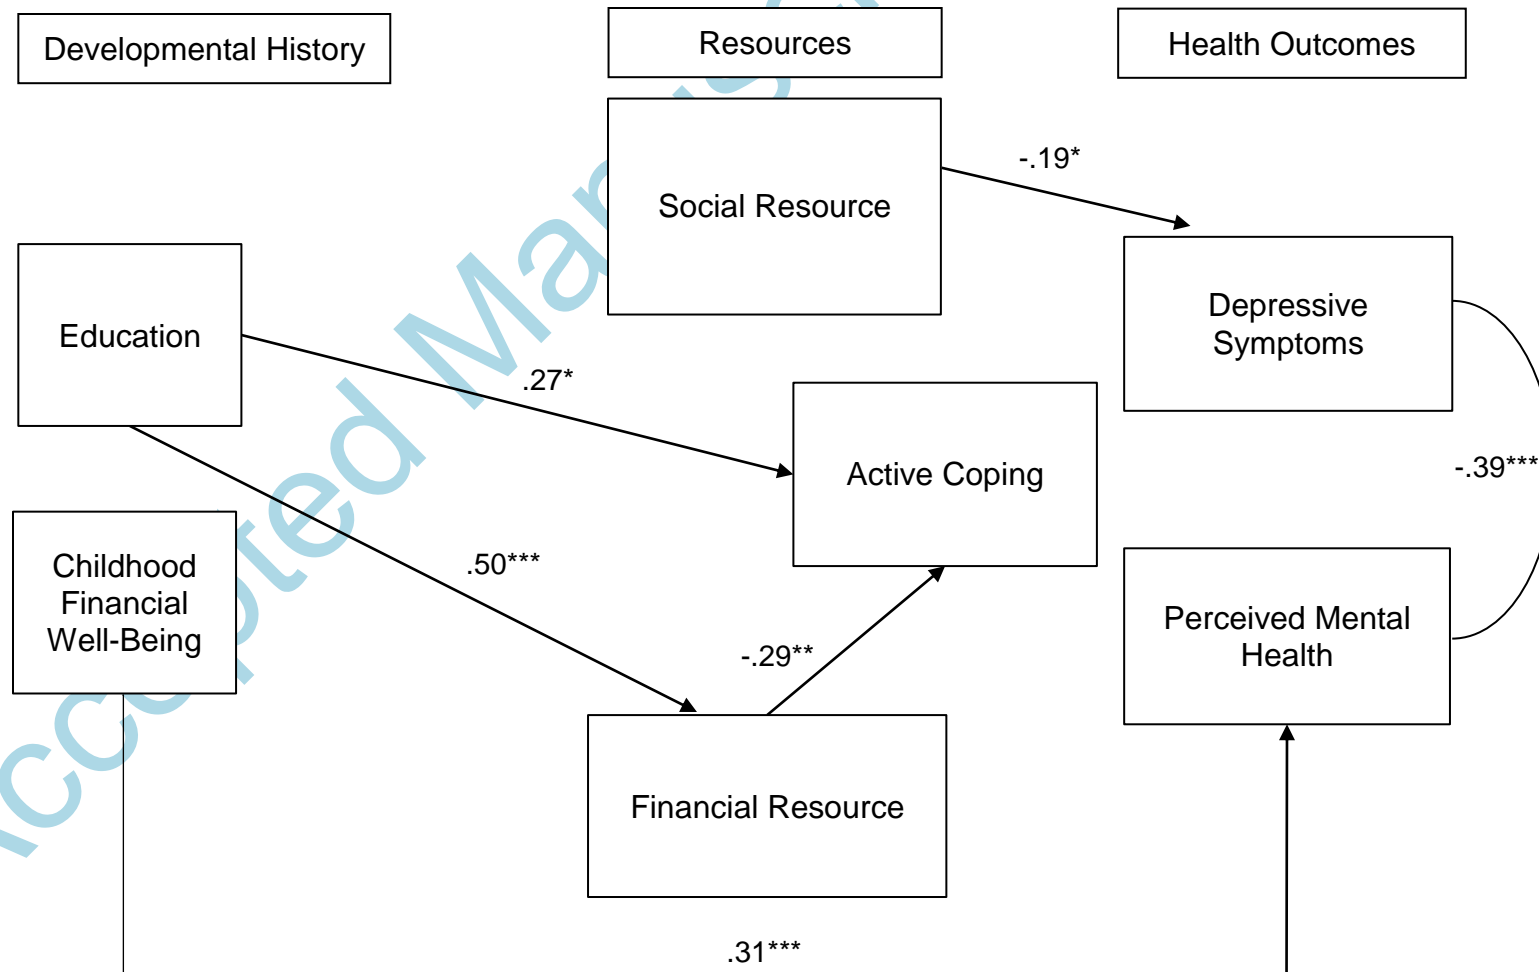 Developmental History
Resources
Health Outcomes
Social Resource
-.19*
Education
Depressive
Symptoms
.27*
Active Coping
-.39***
Childhood
Financial
Well-Being
.50***
-.29**
Perceived Mental
Health
Financial Resource
.31***